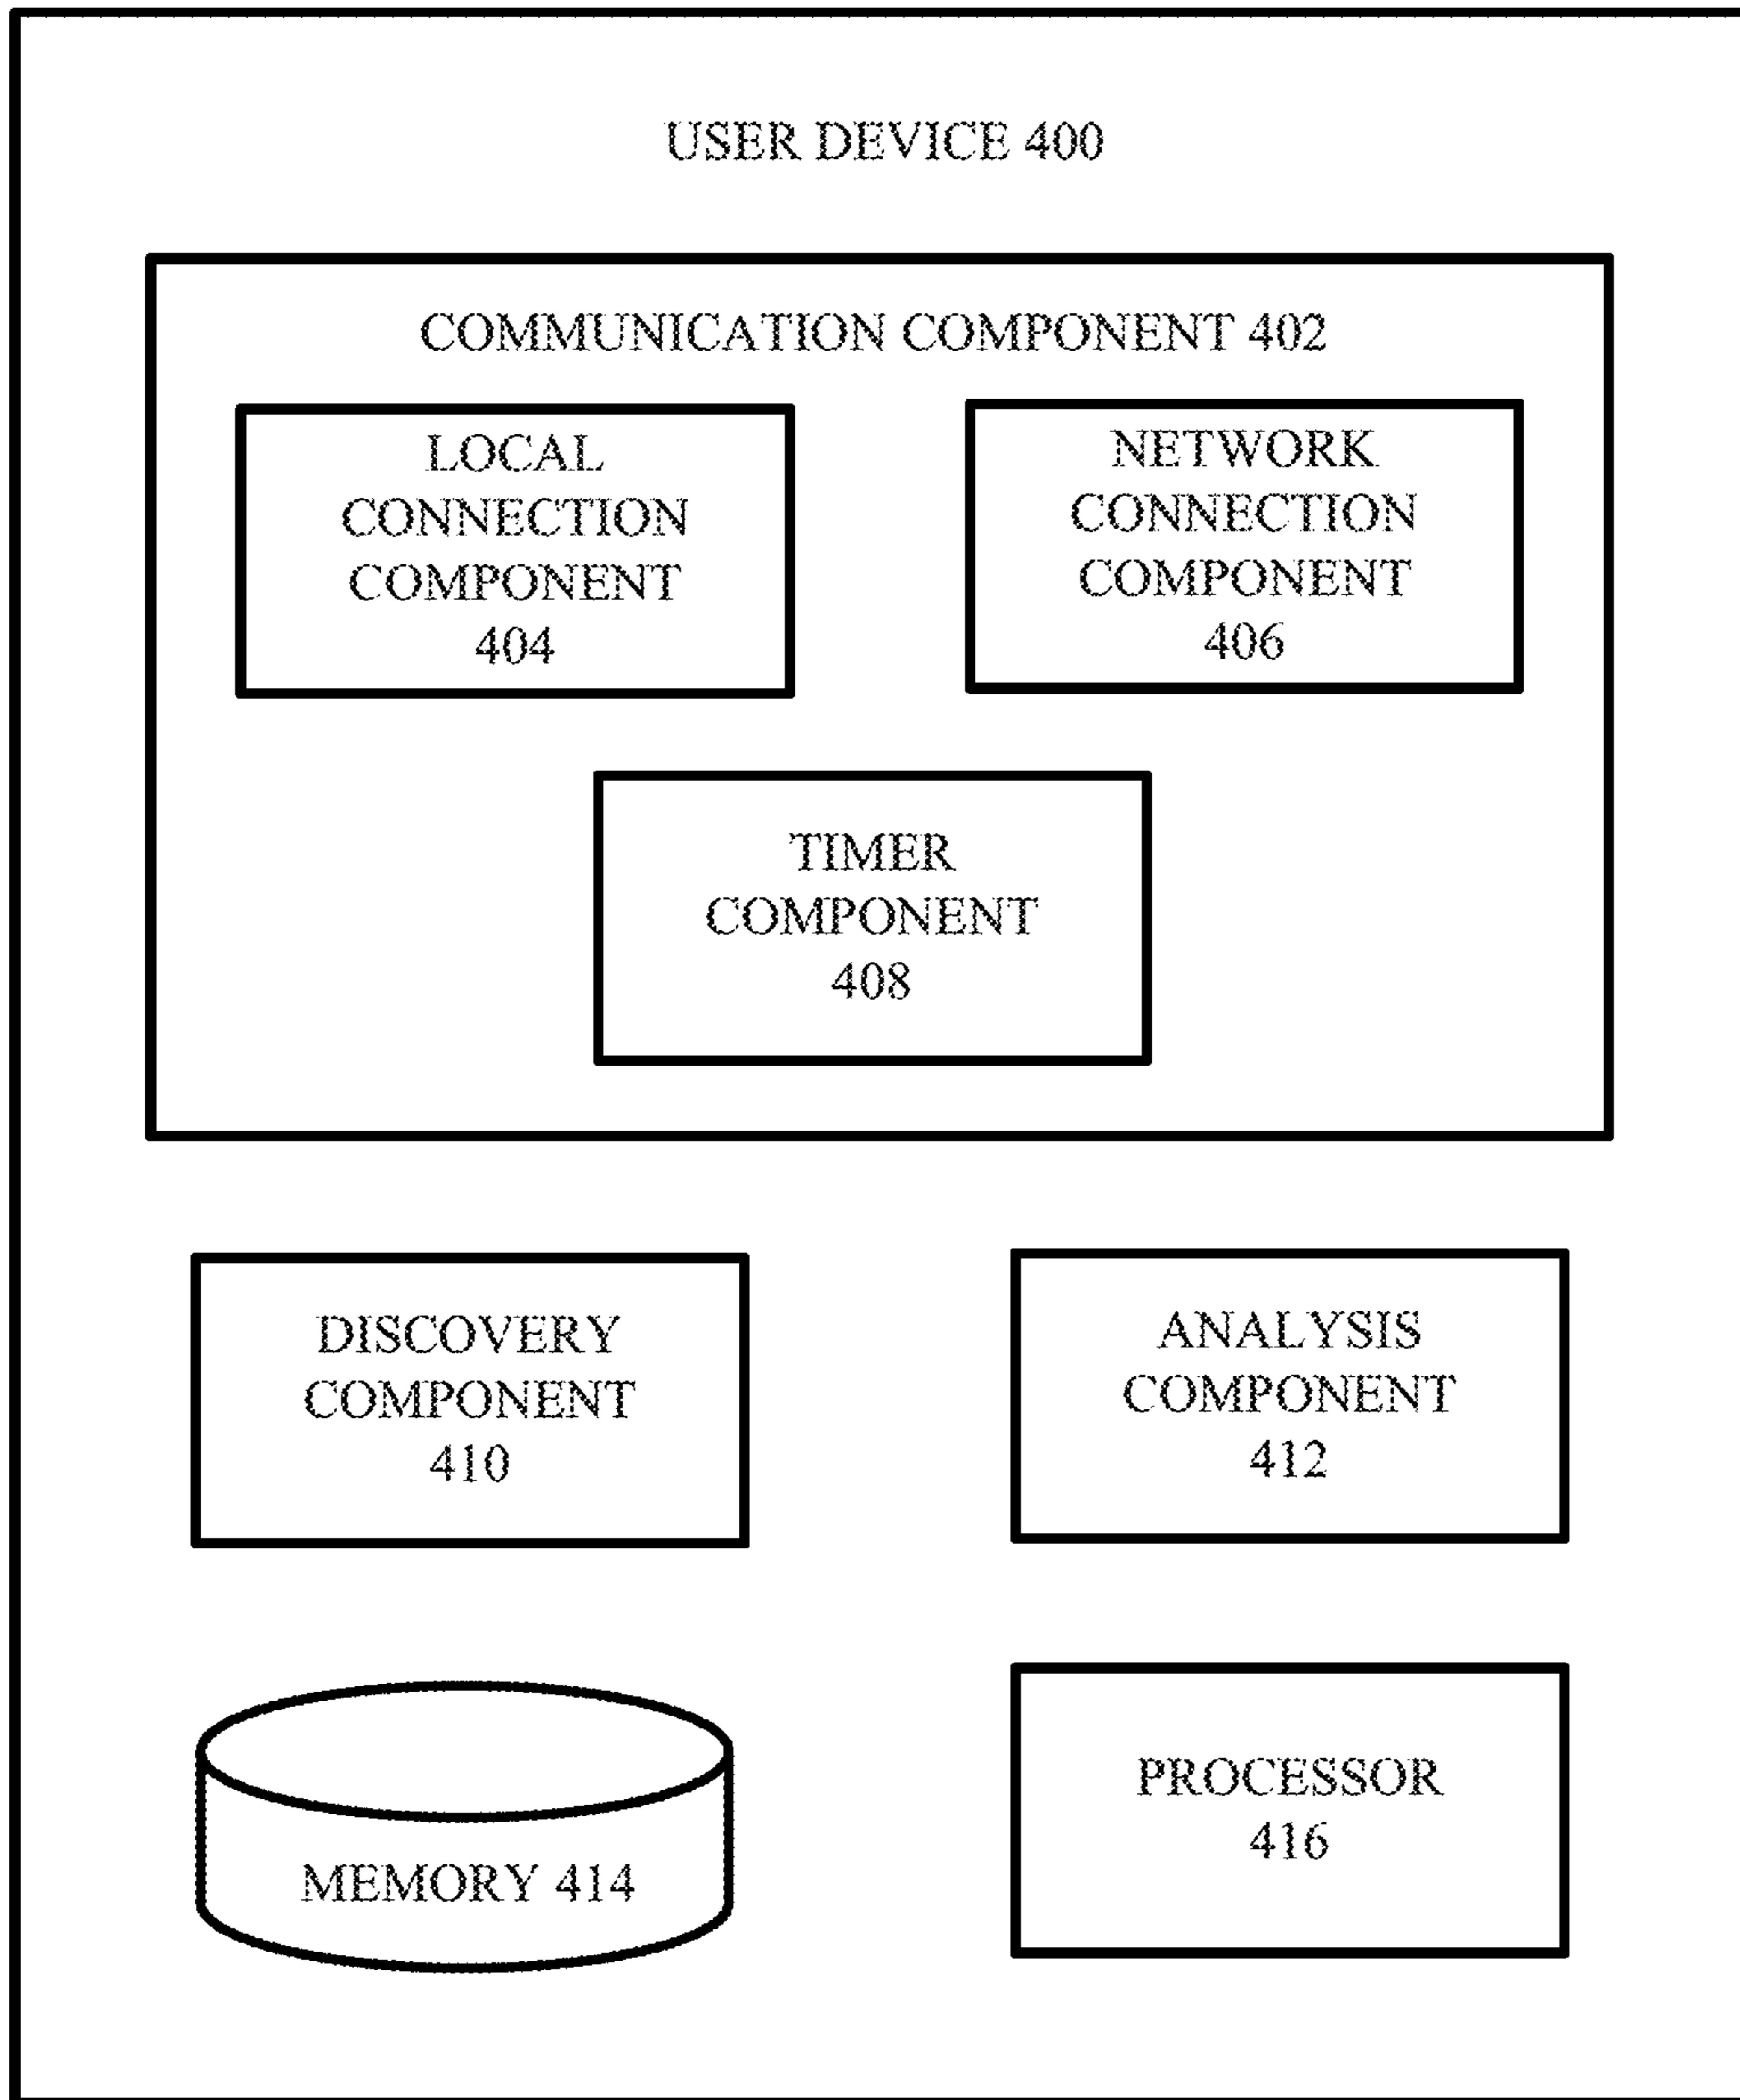 USER DEVICE 400
COMMUNICATION COMPONENT 402
LOCAL
CONNECTION
COMPONENT
404
NETWORK
CONNECTION
COMPONENT
406
TIMER
COMPONENT
408
DISCOVERY
COMPONENT
410
ANALYSIS
COMPONENT
412
MEMORY 414
PROCESSOR
416